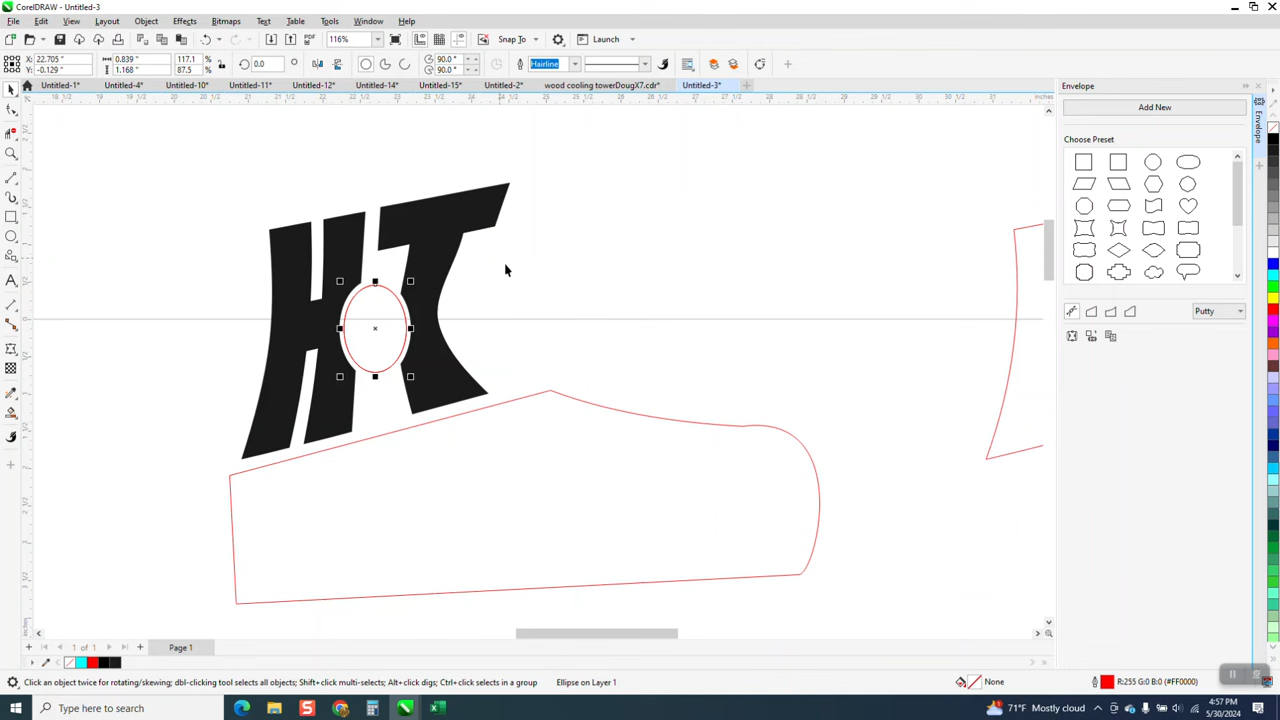 CorelDRAW - Untitled-3
File Edit View Layout Object Effects Bitmaps Text Table Tools Window Help
116% Snap To Launch
X: 22.705 " 0.839 " 117.1 % 0.0 90.0 ° Hairline
Y: -0.129 " 1.168 " 87.5 % 90.0 °
Untitled-1* Untitled-4* Untitled-10* Untitled-11* Untitled-12* Untitled-14* Untitled-15* Untitled-2* wood cooling towerDougX7.cdr* Untitled-3*
inches
Envelope
Add New
Choose Preset
Putty
HT
1 of 1 Page 1
Click an object twice for rotating/skewing; dbl-clicking tool selects all objects; Shift+click multi-selects; Alt+click digs; Ctrl+click selects in a group Ellipse on Layer 1 None R:255 G:0 B:0 (#FF0000)
Type here to search
71°F Mostly cloudy
4:57 PM
5/30/2024